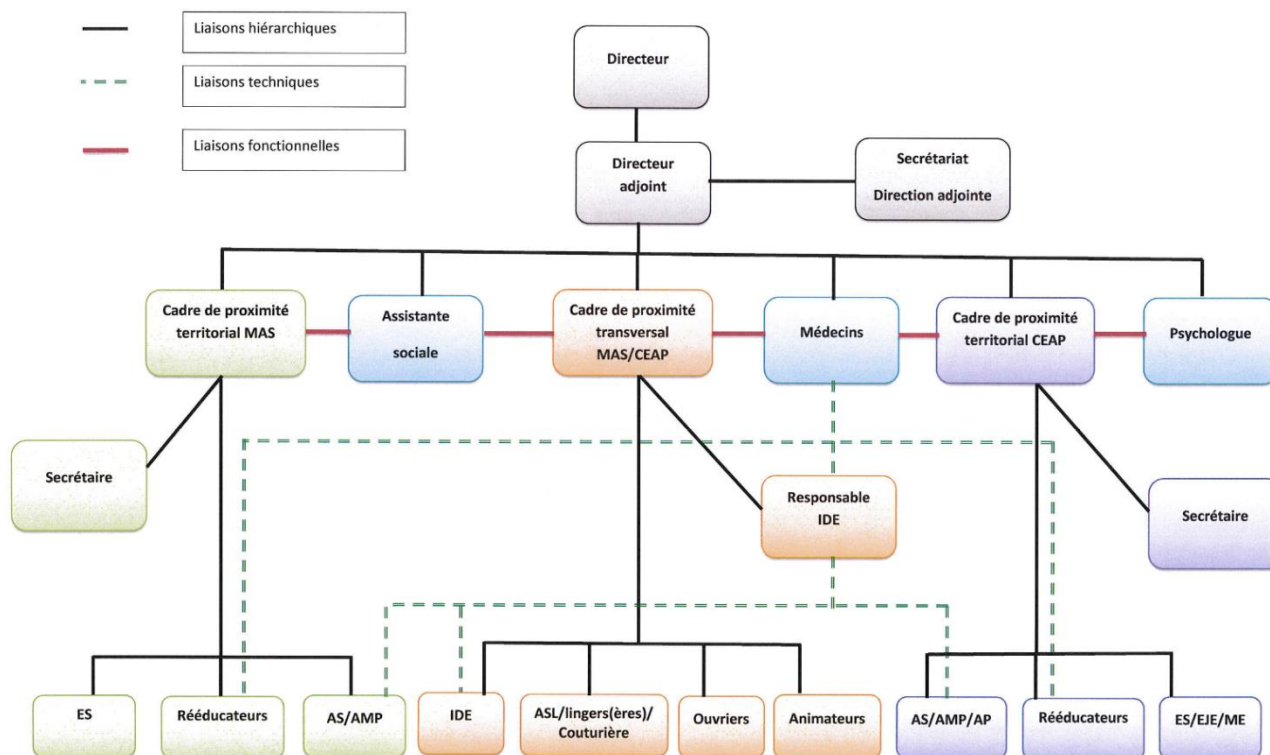 Liaisons hiérarchiques
Liaisons techniques
Liaisons fonctionnelles
Directeur
Directeur
adjoint
Secrétariat
Direction adjointe
Cadre de proximité
territorial MAS
Assistante
sociale
Cadre de proximité
transversal
MAS/CEAP
Médecins
Cadre de proximité
territorial CEAP
Psychologue
Secrétaire
Responsable
IDE
Secrétaire
ES
Rééducateurs
AS/AMP
IDE
ASL/lingers(ères)/
Couturière
Ouvriers
Animateurs
AS/AMP/AP
Rééducateurs
ES/EJE/ME